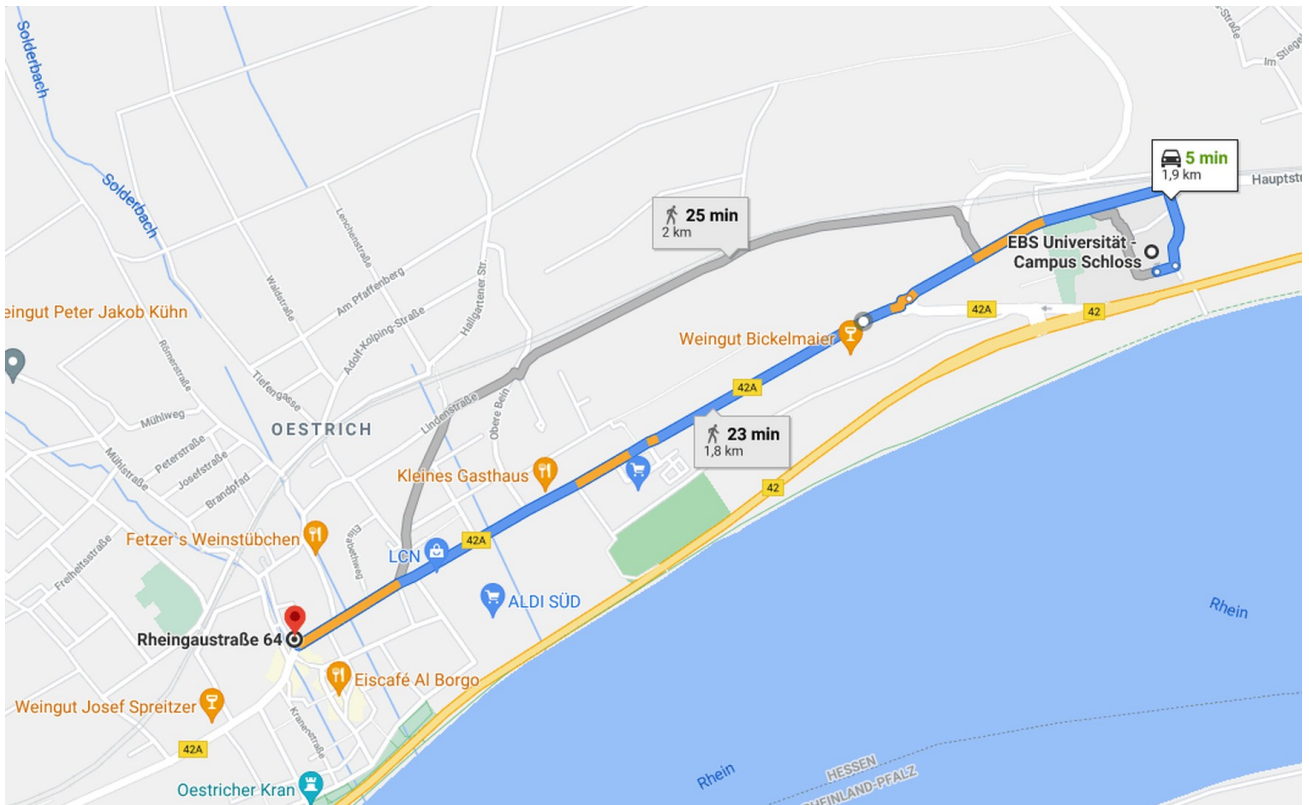 Solderbach
Solderbach
Im Stiege
5 min
1,9 km
Hauptstr
25 min
2 km
EBS Universität -
Campus Schloss
Lenchenstraße
Waldstraße
Am Pfaffenberg
Hallgartener Str.
Adolf-Kolping-Straße
eingut Peter Jakob Kühn
Römerstraße
Tiefengasse
Weingut Bickelmaier
42A
42
42A
Mühlweg
OESTRICH
Lindenstraße
Obere Bein
23 min
1,8 km
Mühlstraße
Peterstraße
Josefstraße
Brandpfad
Kleines Gasthaus
42
Fetzer`s Weinstübchen
Elisabethweg
42A
LCN
Freiheitsstraße
ALDI SÜD
Rhein
Rheingaustraße 64
Eiscafé Al Borgo
Weingut Josef Spreitzer
Kranenstraße
42A
Oestricher Kran
Rhein
HESSEN
RHEINLAND-PFALZ